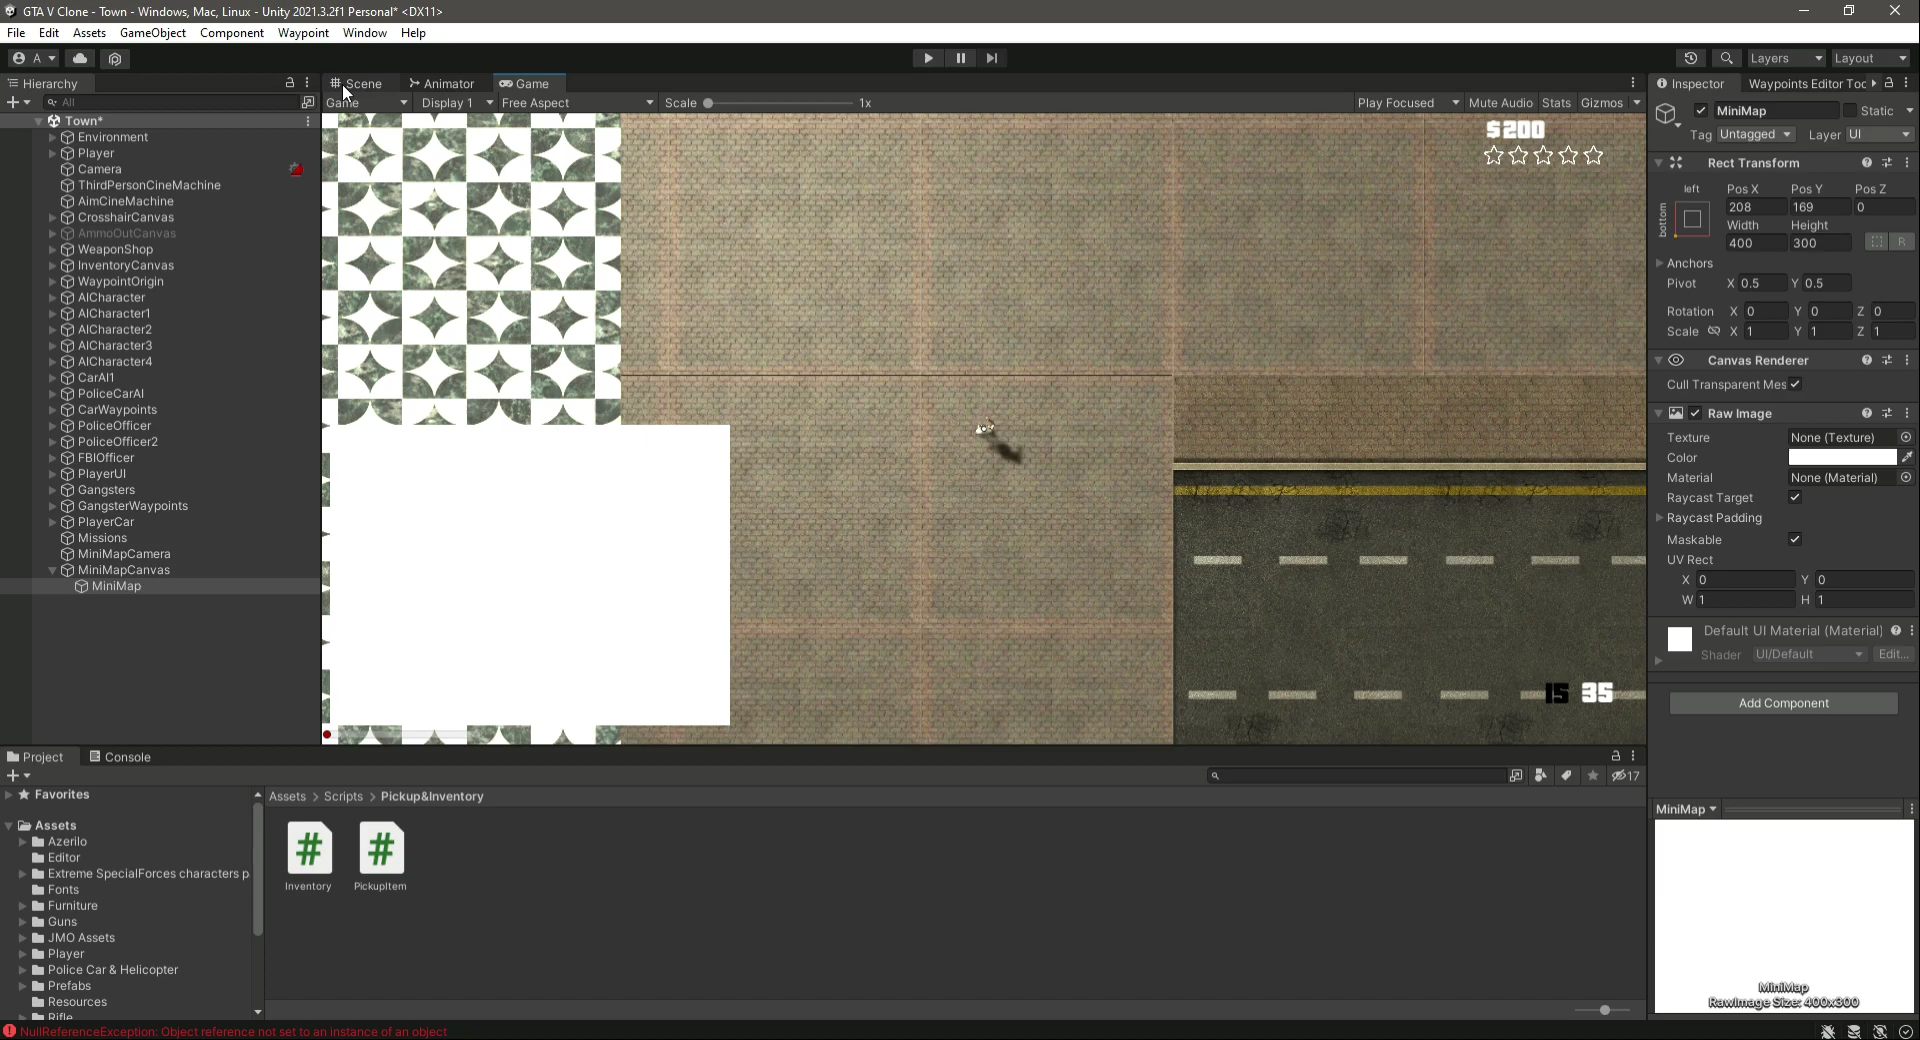 GTA V Clone - Town - Windows, Mac, Linux - Unity 2021.3.2f1 Personal* <DX11>
File Edit Assets GameObject Component Waypoint Window Help
A
Layers Layout
Hierarchy
Scene Animator Game
Inspector Waypoints Editor Too
All
Game Display 1 Free Aspect Scale 1x Play Focused Mute Audio Stats Gizmos
Town*
Environment
Player
Camera
ThirdPersonCineMachine
AimCineMachine
CrosshairCanvas
AmmoOutCanvas
WeaponShop
InventoryCanvas
WaypointOrigin
AICharacter
AICharacter1
AICharacter2
AICharacter3
AICharacter4
CarAI1
PoliceCarAI
CarWaypoints
PoliceOfficer
PoliceOfficer2
FBIOfficer
PlayerUI
Gangsters
GangsterWaypoints
PlayerCar
Missions
MiniMapCamera
MiniMapCanvas
MiniMap
$200
15 35
MiniMap Static
Tag Untagged Layer UI
Rect Transform
left Pos X Pos Y Pos Z
bottom 208 169 0
Width Height
400 300 R
Anchors
Pivot X 0.5 Y 0.5
Rotation X 0 Y 0 Z 0
Scale X 1 Y 1 Z 1
Canvas Renderer
Cull Transparent Mes
Raw Image
Texture None (Texture)
Color
Material None (Material)
Raycast Target
Raycast Padding
Maskable
UV Rect
X 0 Y 0
W 1 H 1
Default UI Material (Material)
Shader UI/Default Edit...
Add Component
Project Console
17
Favorites
Assets
Azerilo
Editor
Extreme SpecialForces characters p
Fonts
Furniture
Guns
JMO Assets
Player
Police Car & Helicopter
Prefabs
Resources
Rifle
Assets > Scripts > Pickup&Inventory
# #
Inventory PickupItem
MiniMap
MiniMap
RawImage Size: 400x300
NullReferenceException: Object reference not set to an instance of an object